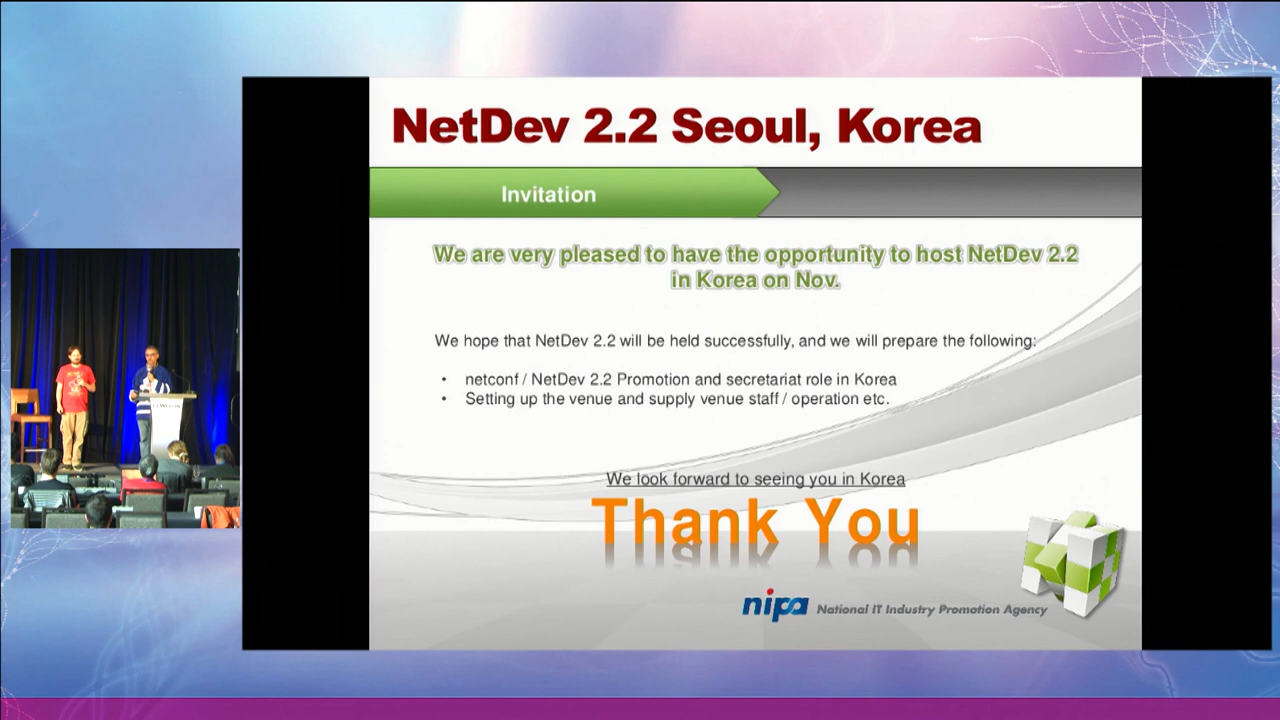 NetDev 2.2 Seoul, Korea
Invitation
We are very pleased to have the opportunity to host NetDev 2.2
in Korea on Nov.
We hope that NetDev 2.2 will be held successfully, and we will prepare the following:
• netconf / NetDev 2.2 Promotion and secretariat role in Korea
• Setting up the venue and supply venue staff / operation etc.
We look forward to seeing you in Korea
Thank You
nipa National IT Industry Promotion Agency